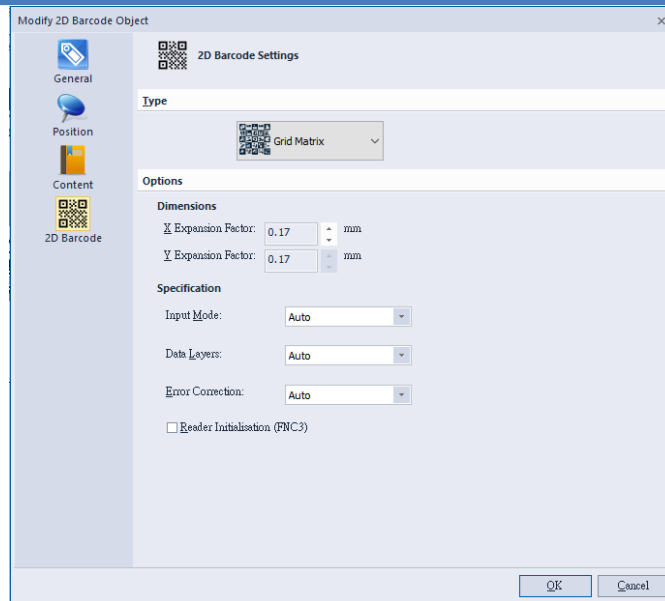 Modify 2D Barcode Object
General
Position
Content
2D Barcode
2D Barcode Settings
Type
Grid Matrix
Options
Dimensions
X Expansion Factor: 0.17 mm
Y Expansion Factor: 0.17 mm
Specification
Input Mode: Auto
Data Layers: Auto
Error Correction: Auto
Reader Initialisation (FNC3)
OK Cancel